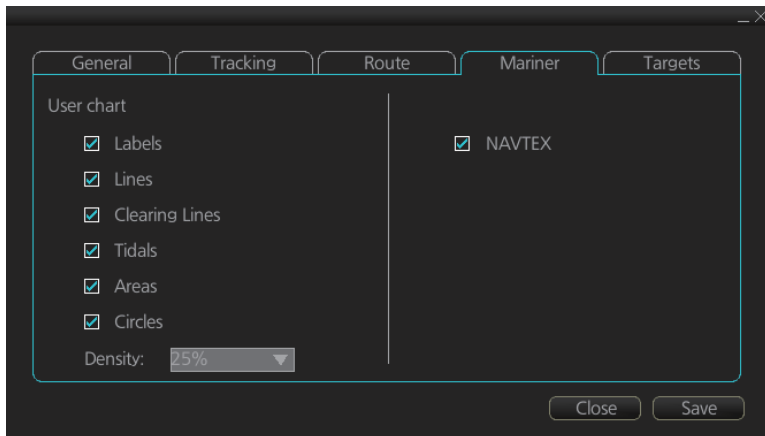 General Tracking Route Mariner Targets
User chart
Labels
NAVTEX
Lines
Clearing Lines
Tidals
Areas
Circles
Density: 25%
Close Save